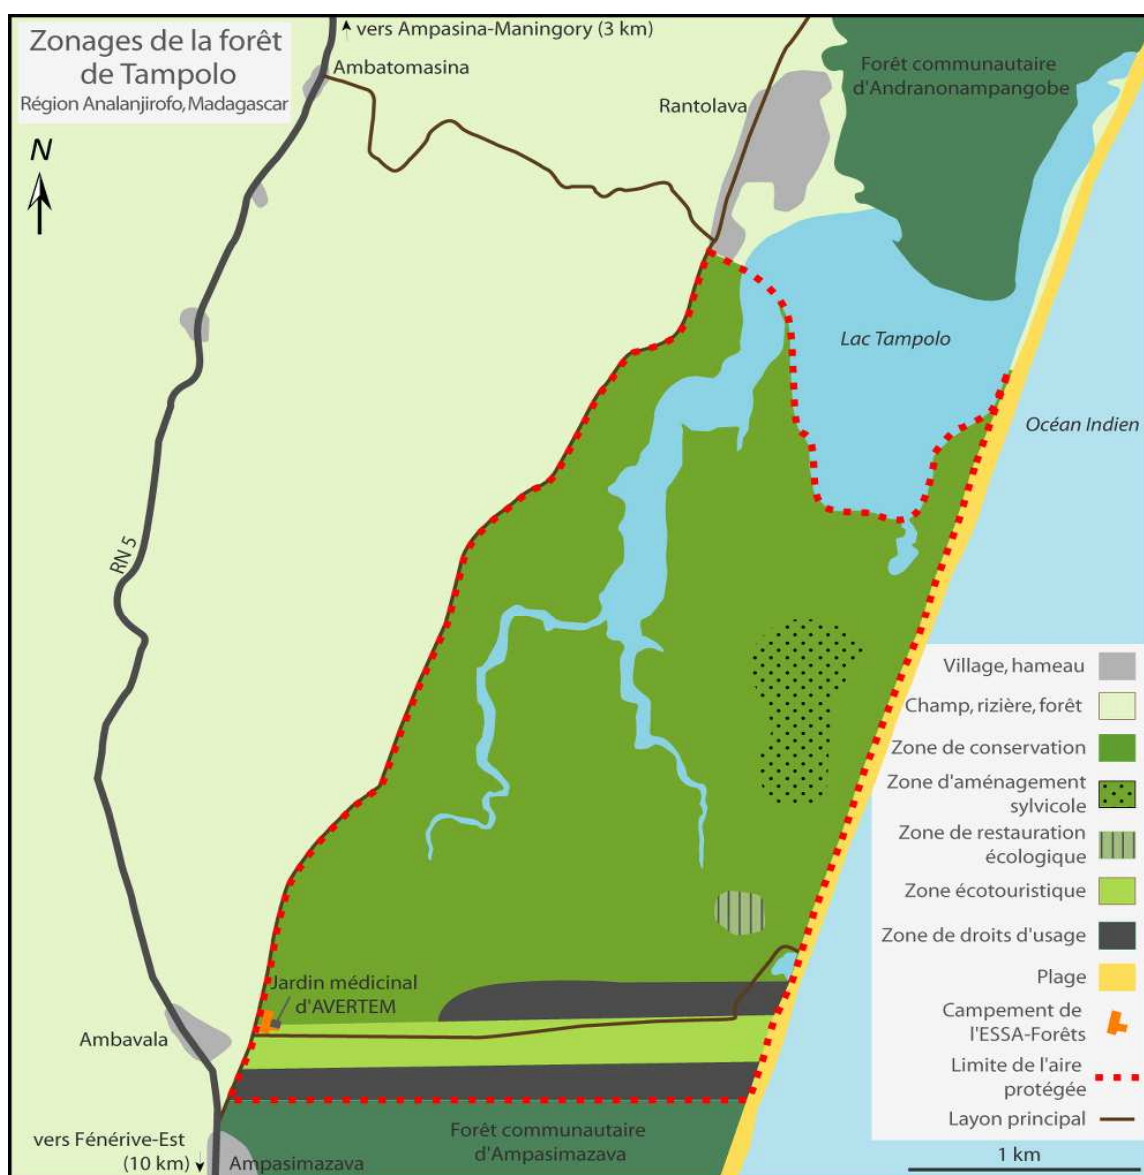 Zonages de la forêt
de Tampolo
Région Analanjirofo, Madagascar
N
vers Ampasina-Maningory (3 km)
Ambatomasina
Rantolava
Forêt communautaire
d'Andranonampangobe
Lac Tampolo
Océan Indien
RN 5
Jardin médicinal
d'AVERTEM
Ambavala
vers Fénérive-Est
(10 km)
Ampasimazava
Forêt communautaire
d'Ampasimazava
Village, hameau
Champ, rizière, forêt
Zone de conservation
Zone d'aménagement
sylvicole
Zone de restauration
écologique
Zone écotouristique
Zone de droits d'usage
Plage
Campement de
l'ESSA-Forêts
Limite de l'aire
protégée
Layon principal
1 km